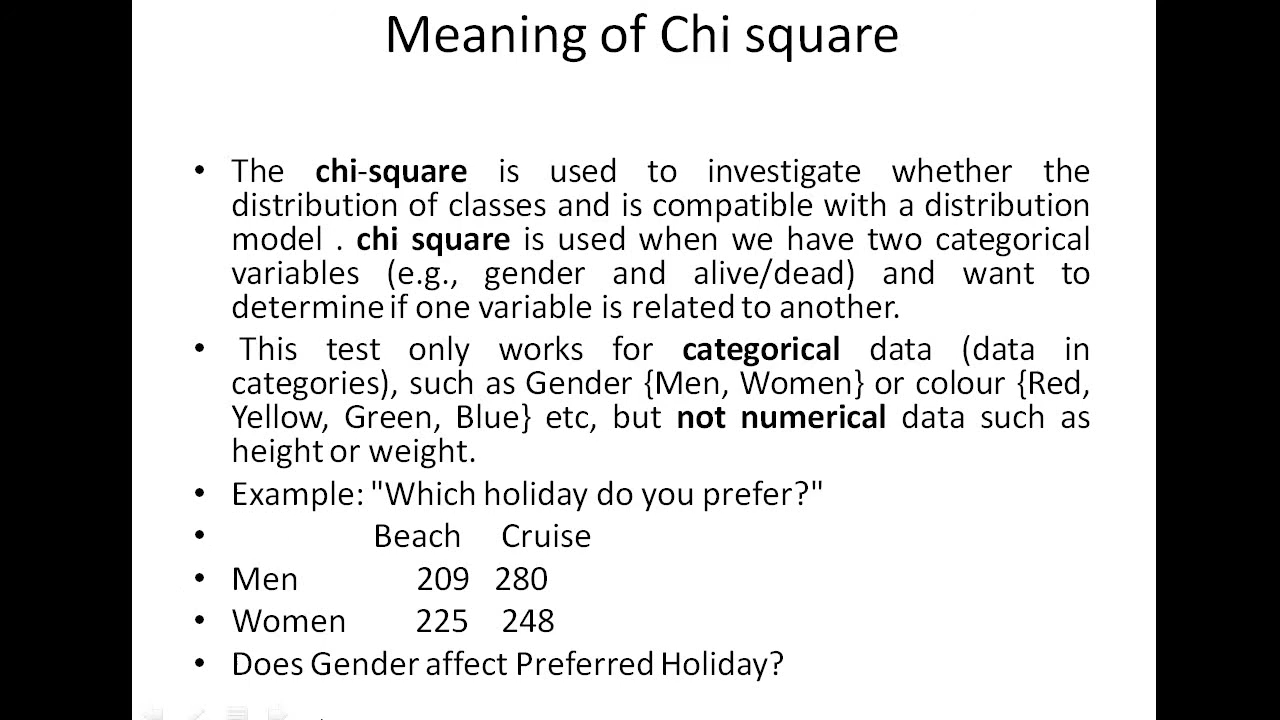 Meaning of Chi square
• The chi-square is used to investigate whether the
distribution of classes and is compatible with a distribution
model . chi square is used when we have two categorical
variables (e.g., gender and alive/dead) and want to
determine if one variable is related to another.
• This test only works for categorical data (data in
categories), such as Gender {Men, Women} or colour {Red,
Yellow, Green, Blue} etc, but not numerical data such as
height or weight.
• Example: "Which holiday do you prefer?"
• Beach Cruise
• Men 209 280
• Women 225 248
• Does Gender affect Preferred Holiday?